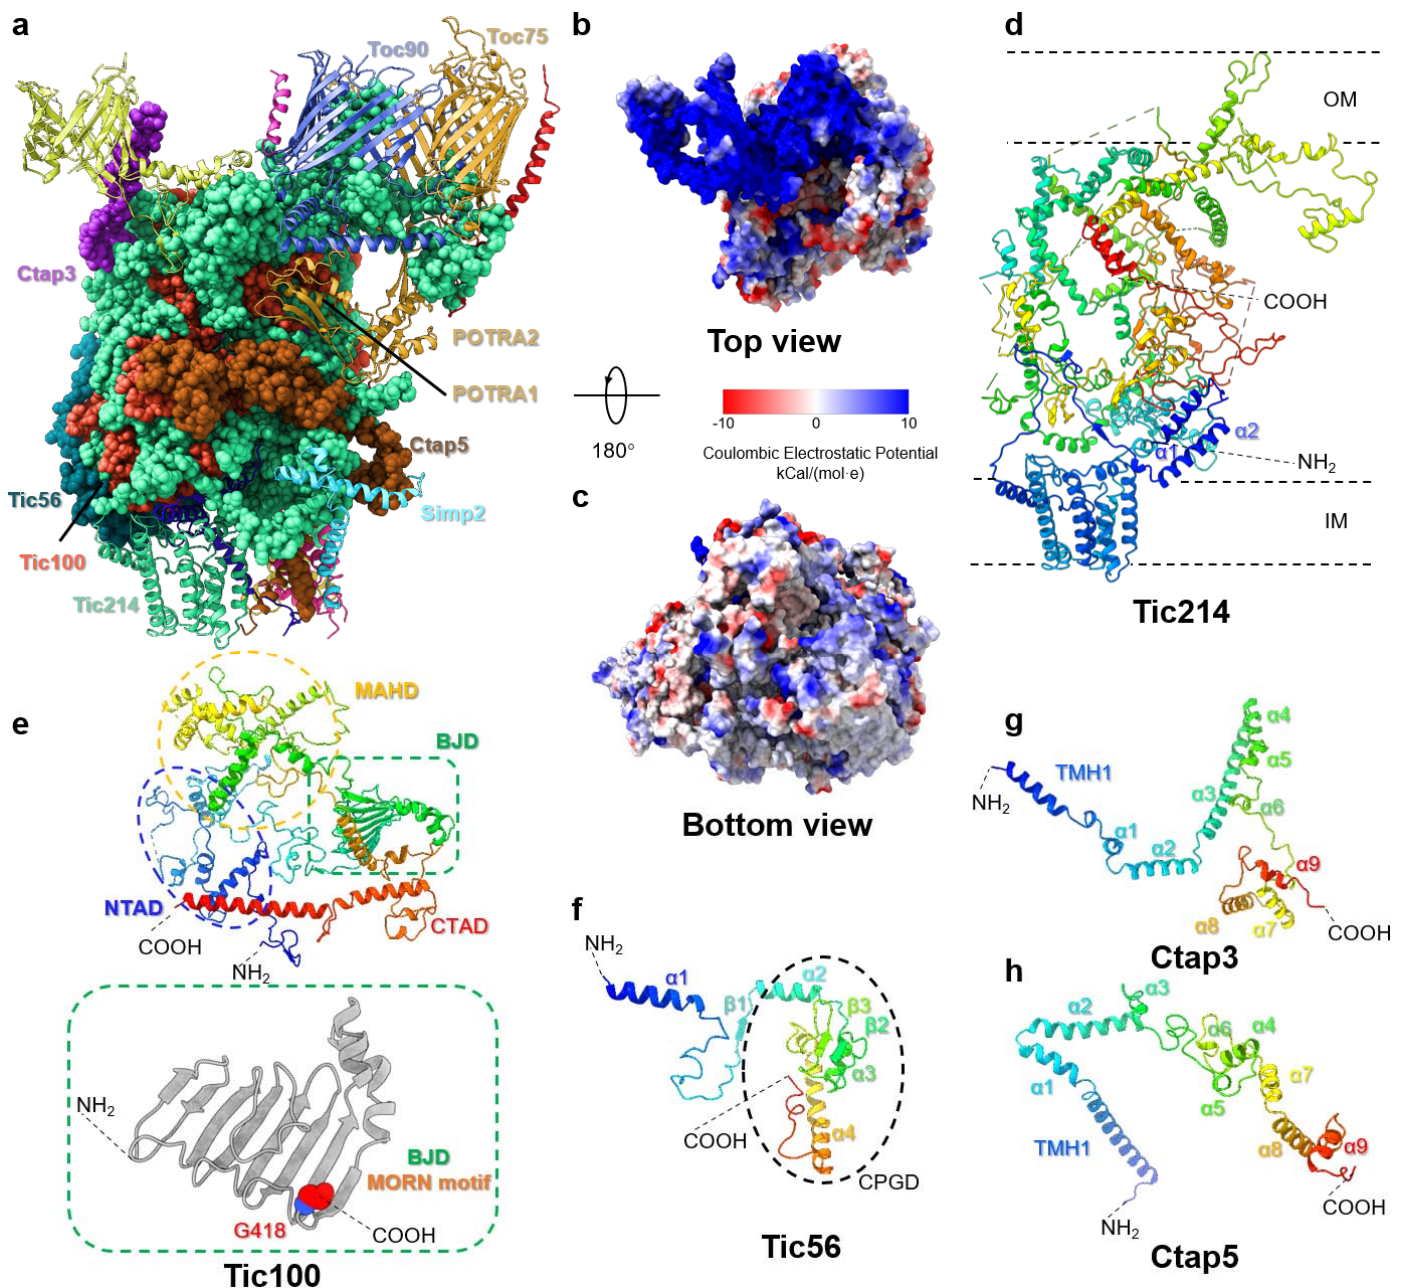 a
Toc90
Toc75
Ctap3
POTRA2
POTRA1
Ctap5
Tic56
Simp2
Tic100
Tic214
b
Top view
-10
0
10
Coulombic Electrostatic Potential
kCal/(mol·e)
180°
c
Bottom view
d
OM
COOH
α2
α1
NH₂
IM
Tic214
e
MAHD
BJD
NTAD
CTAD
COOH
NH₂
NH₂
BJD
MORN motif
G418
COOH
Tic100
f
NH₂
α1
α2
β1
β3
β2
α3
COOH
α4
CPGD
Tic56
g
α4
TMH1
α5
NH₂
α3
α6
α1
α2
α9
α8
α7
COOH
Ctap3
h
α3
α2
α6
α4
α1
α7
α5
TMH1
α8
α9
COOH
NH₂
Ctap5